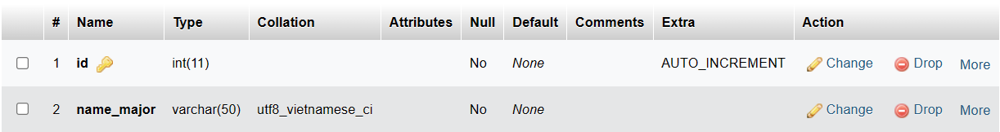 # Name Type Collation Attributes Null Default Comments Extra Action
1 id int(11) No None AUTO_INCREMENT Change Drop More
2 name_major varchar(50) utf8_vietnamese_ci No None Change Drop More